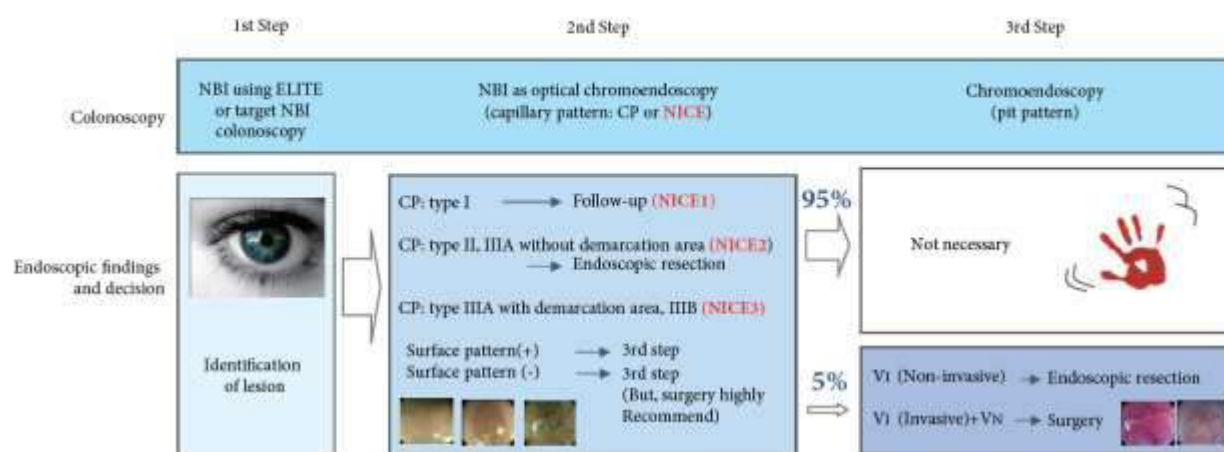 1st Step
2nd Step
3rd Step
Colonoscopy
NBI using ELITE
or target NBI
colonoscopy
NBI as optical chromoendoscopy
(capillary pattern: CP or NICE)
Chromoendoscopy
(pit pattern)
Endoscopic findings
and decision
Identification
of lesion
CP: type I → Follow-up (NICE1)
CP: type II, IIIA without demarcation area (NICE2)
→ Endoscopic resection
CP: type IIIA with demarcation area, IIIB (NICE3)
Surface pattern(+) → 3rd step
Surface pattern (-) → 3rd step
(But, surgery highly
Recommend)
95%
Not necessary
5%
VI (Non-invasive) → Endoscopic resection
VI (Invasive)+VN → Surgery